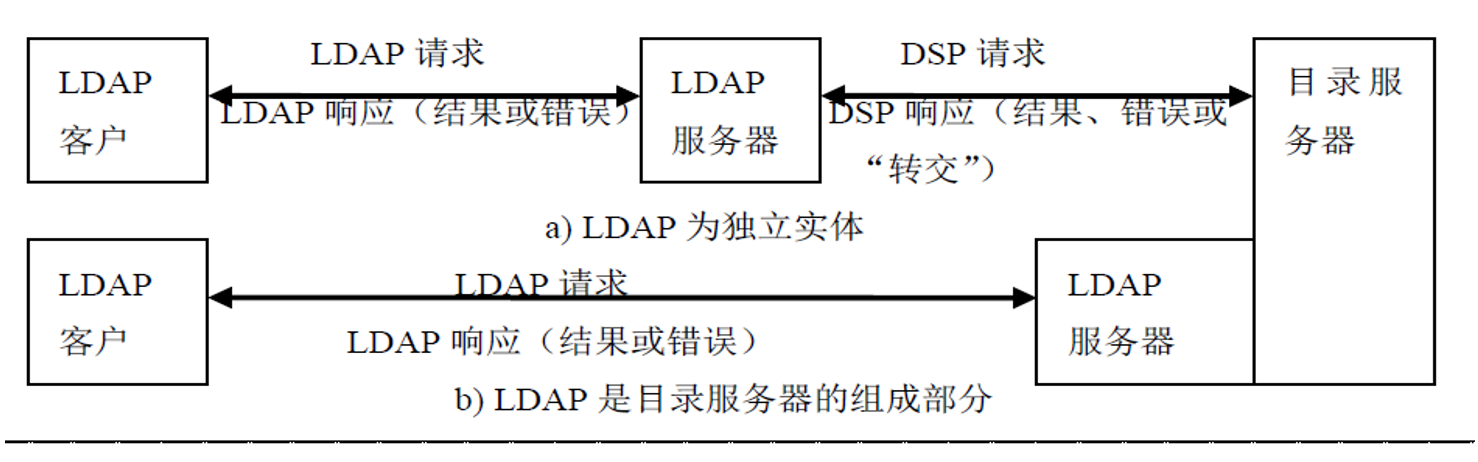 LDAP 请求
DSP 请求
LDAP
客户
LDAP
服务器
目录服
务器
LDAP 响应（结果或错误）
DSP 响应（结果、错误或
“转交”）
a) LDAP 为独立实体
LDAP
客户
LDAP 请求
LDAP
服务器
LDAP 响应（结果或错误）
b) LDAP 是目录服务器的组成部分